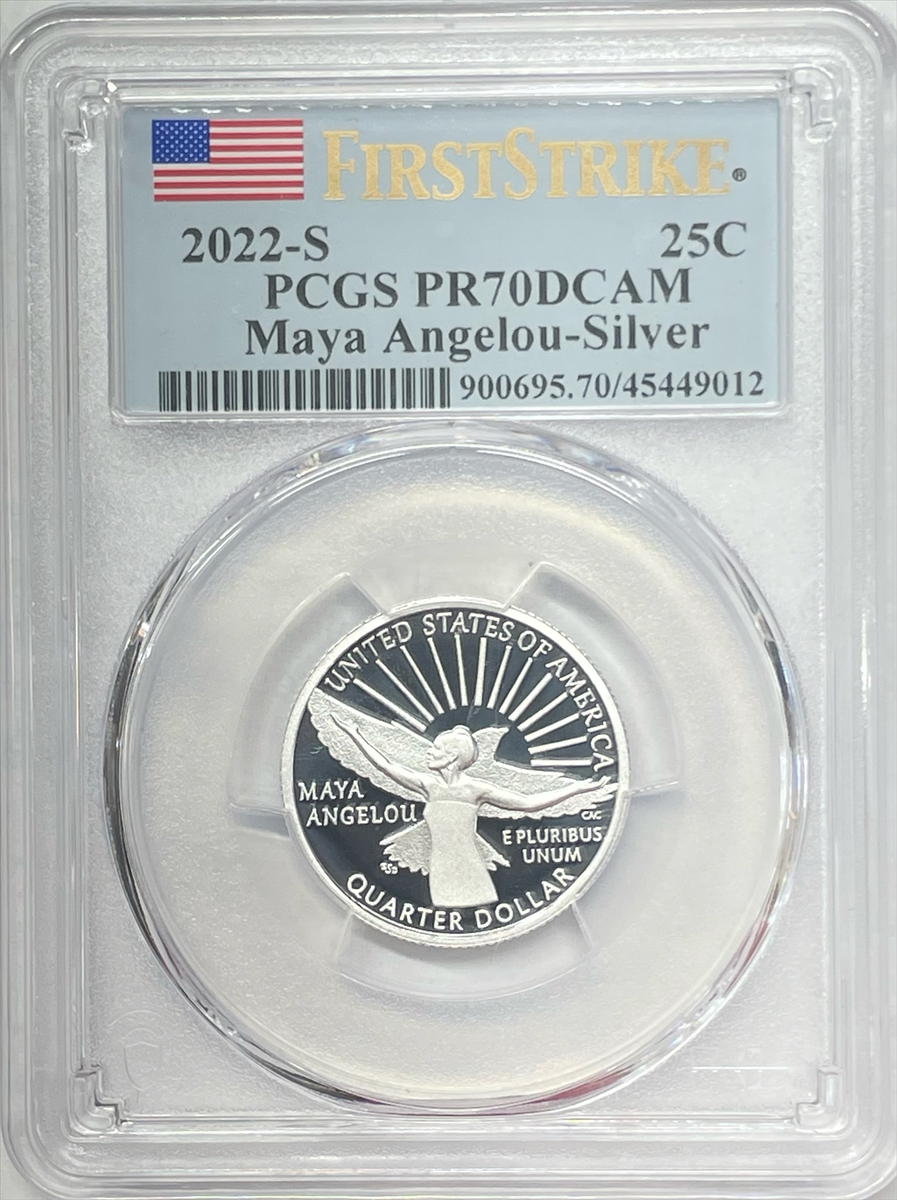 FIRSTSTRIKE®
2022-S 25C
PCGS PR70DCAM
Maya Angelou-Silver
900695.70/45449012
UNITED STATES OF AMERICA
MAYA
ANGELOU
CAC
E PLURIBUS
UNUM
QUARTER DOLLAR